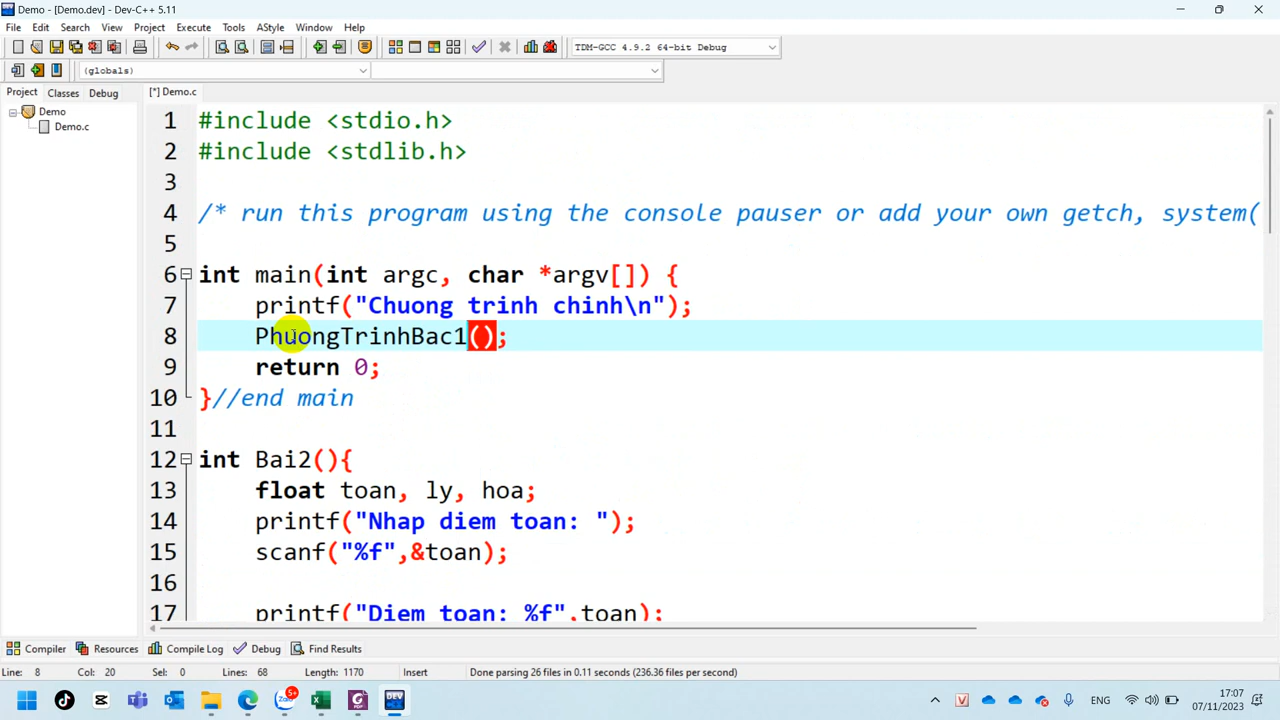 Demo - [Demo.dev] - Dev-C++ 5.11
File Edit Search View Project Execute Tools AStyle Window Help
TDM-GCC 4.9.2 64-bit Debug
(globals)
Project Classes Debug
[*] Demo.c
Demo
Demo.c
1 #include <stdio.h>
2 #include <stdlib.h>
3
4 /* run this program using the console pauser or add your own getch, system(
5
6 int main(int argc, char *argv[]) {
7 printf("Chuong trinh chinh\n");
8 PhuongTrinhBac1();
9 return 0;
10 }//end main
11
12 int Bai2(){
13 float toan, ly, hoa;
14 printf("Nhap diem toan: ");
15 scanf("%f",&toan);
16
17 printf("Diem toan: %f",toan);
Compiler Resources Compile Log Debug Find Results
Line: 8 Col: 20 Sel: 0 Lines: 68 Length: 1170 Insert Done parsing 26 files in 0.11 seconds (236.36 files per second)
Zalo 5+ DEV ENG 17:07
07/11/2023